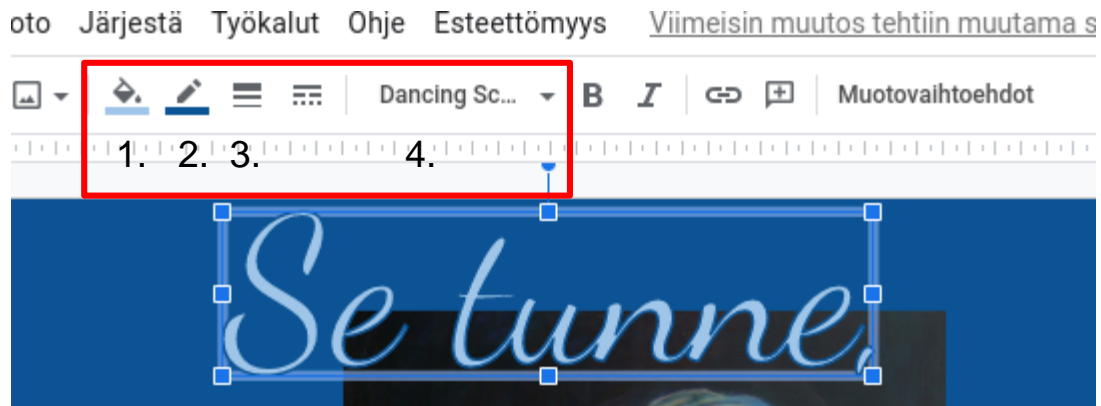 oto Järjestä Työkalut Ohje Esteettömyys Viimeisin muutos tehtiin muutama s
Dancing Sc... B I Muotovaihtoehdot
1. 2. 3. 4.
Se tunne,